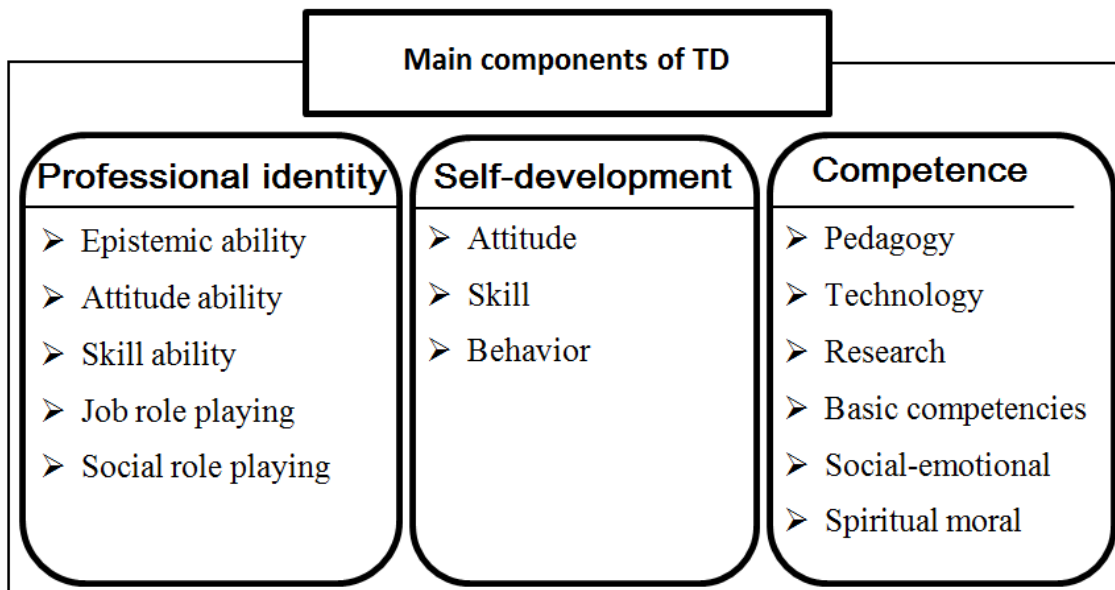 Main components of TD
Professional identity
➢ Epistemic ability
➢ Attitude ability
➢ Skill ability
➢ Job role playing
➢ Social role playing
Self-development
➢ Attitude
➢ Skill
➢ Behavior
Competence
➢ Pedagogy
➢ Technology
➢ Research
➢ Basic competencies
➢ Social-emotional
➢ Spiritual moral